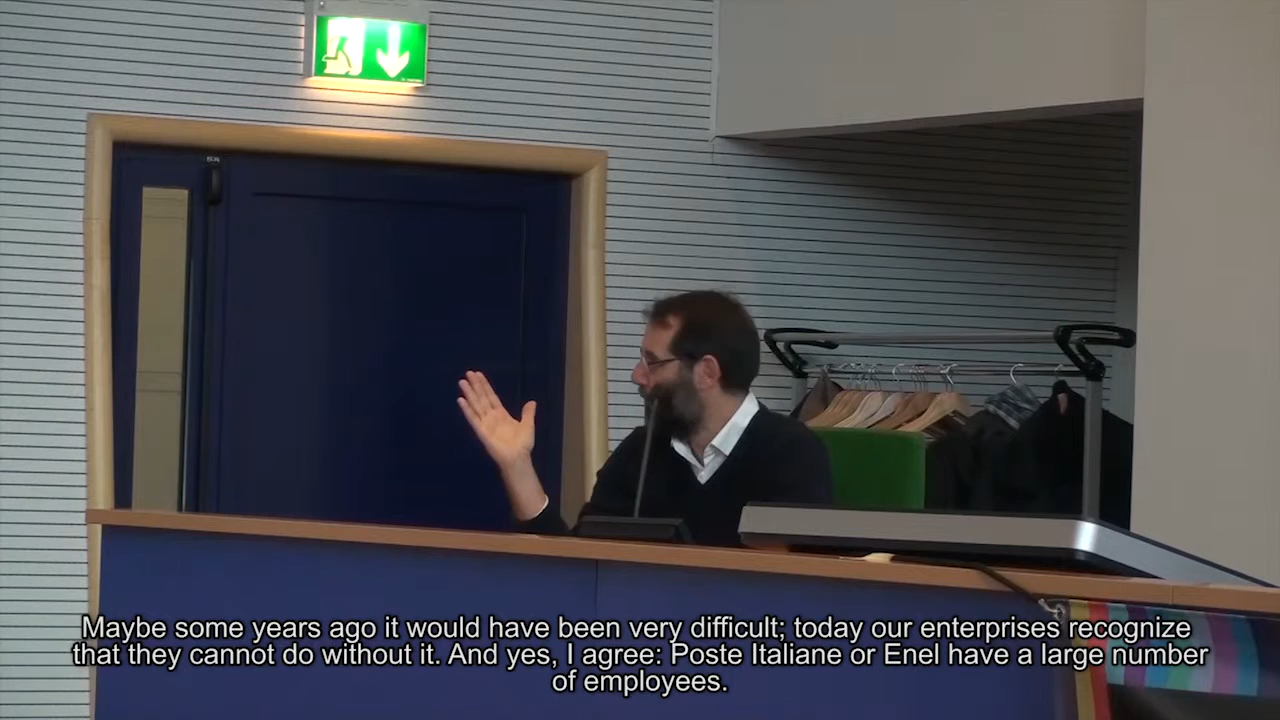 Maybe some years ago it would have been very difficult; today our enterprises recognize
that they cannot do without it. And yes, I agree: Poste Italiane or Enel have a large number
of employees.